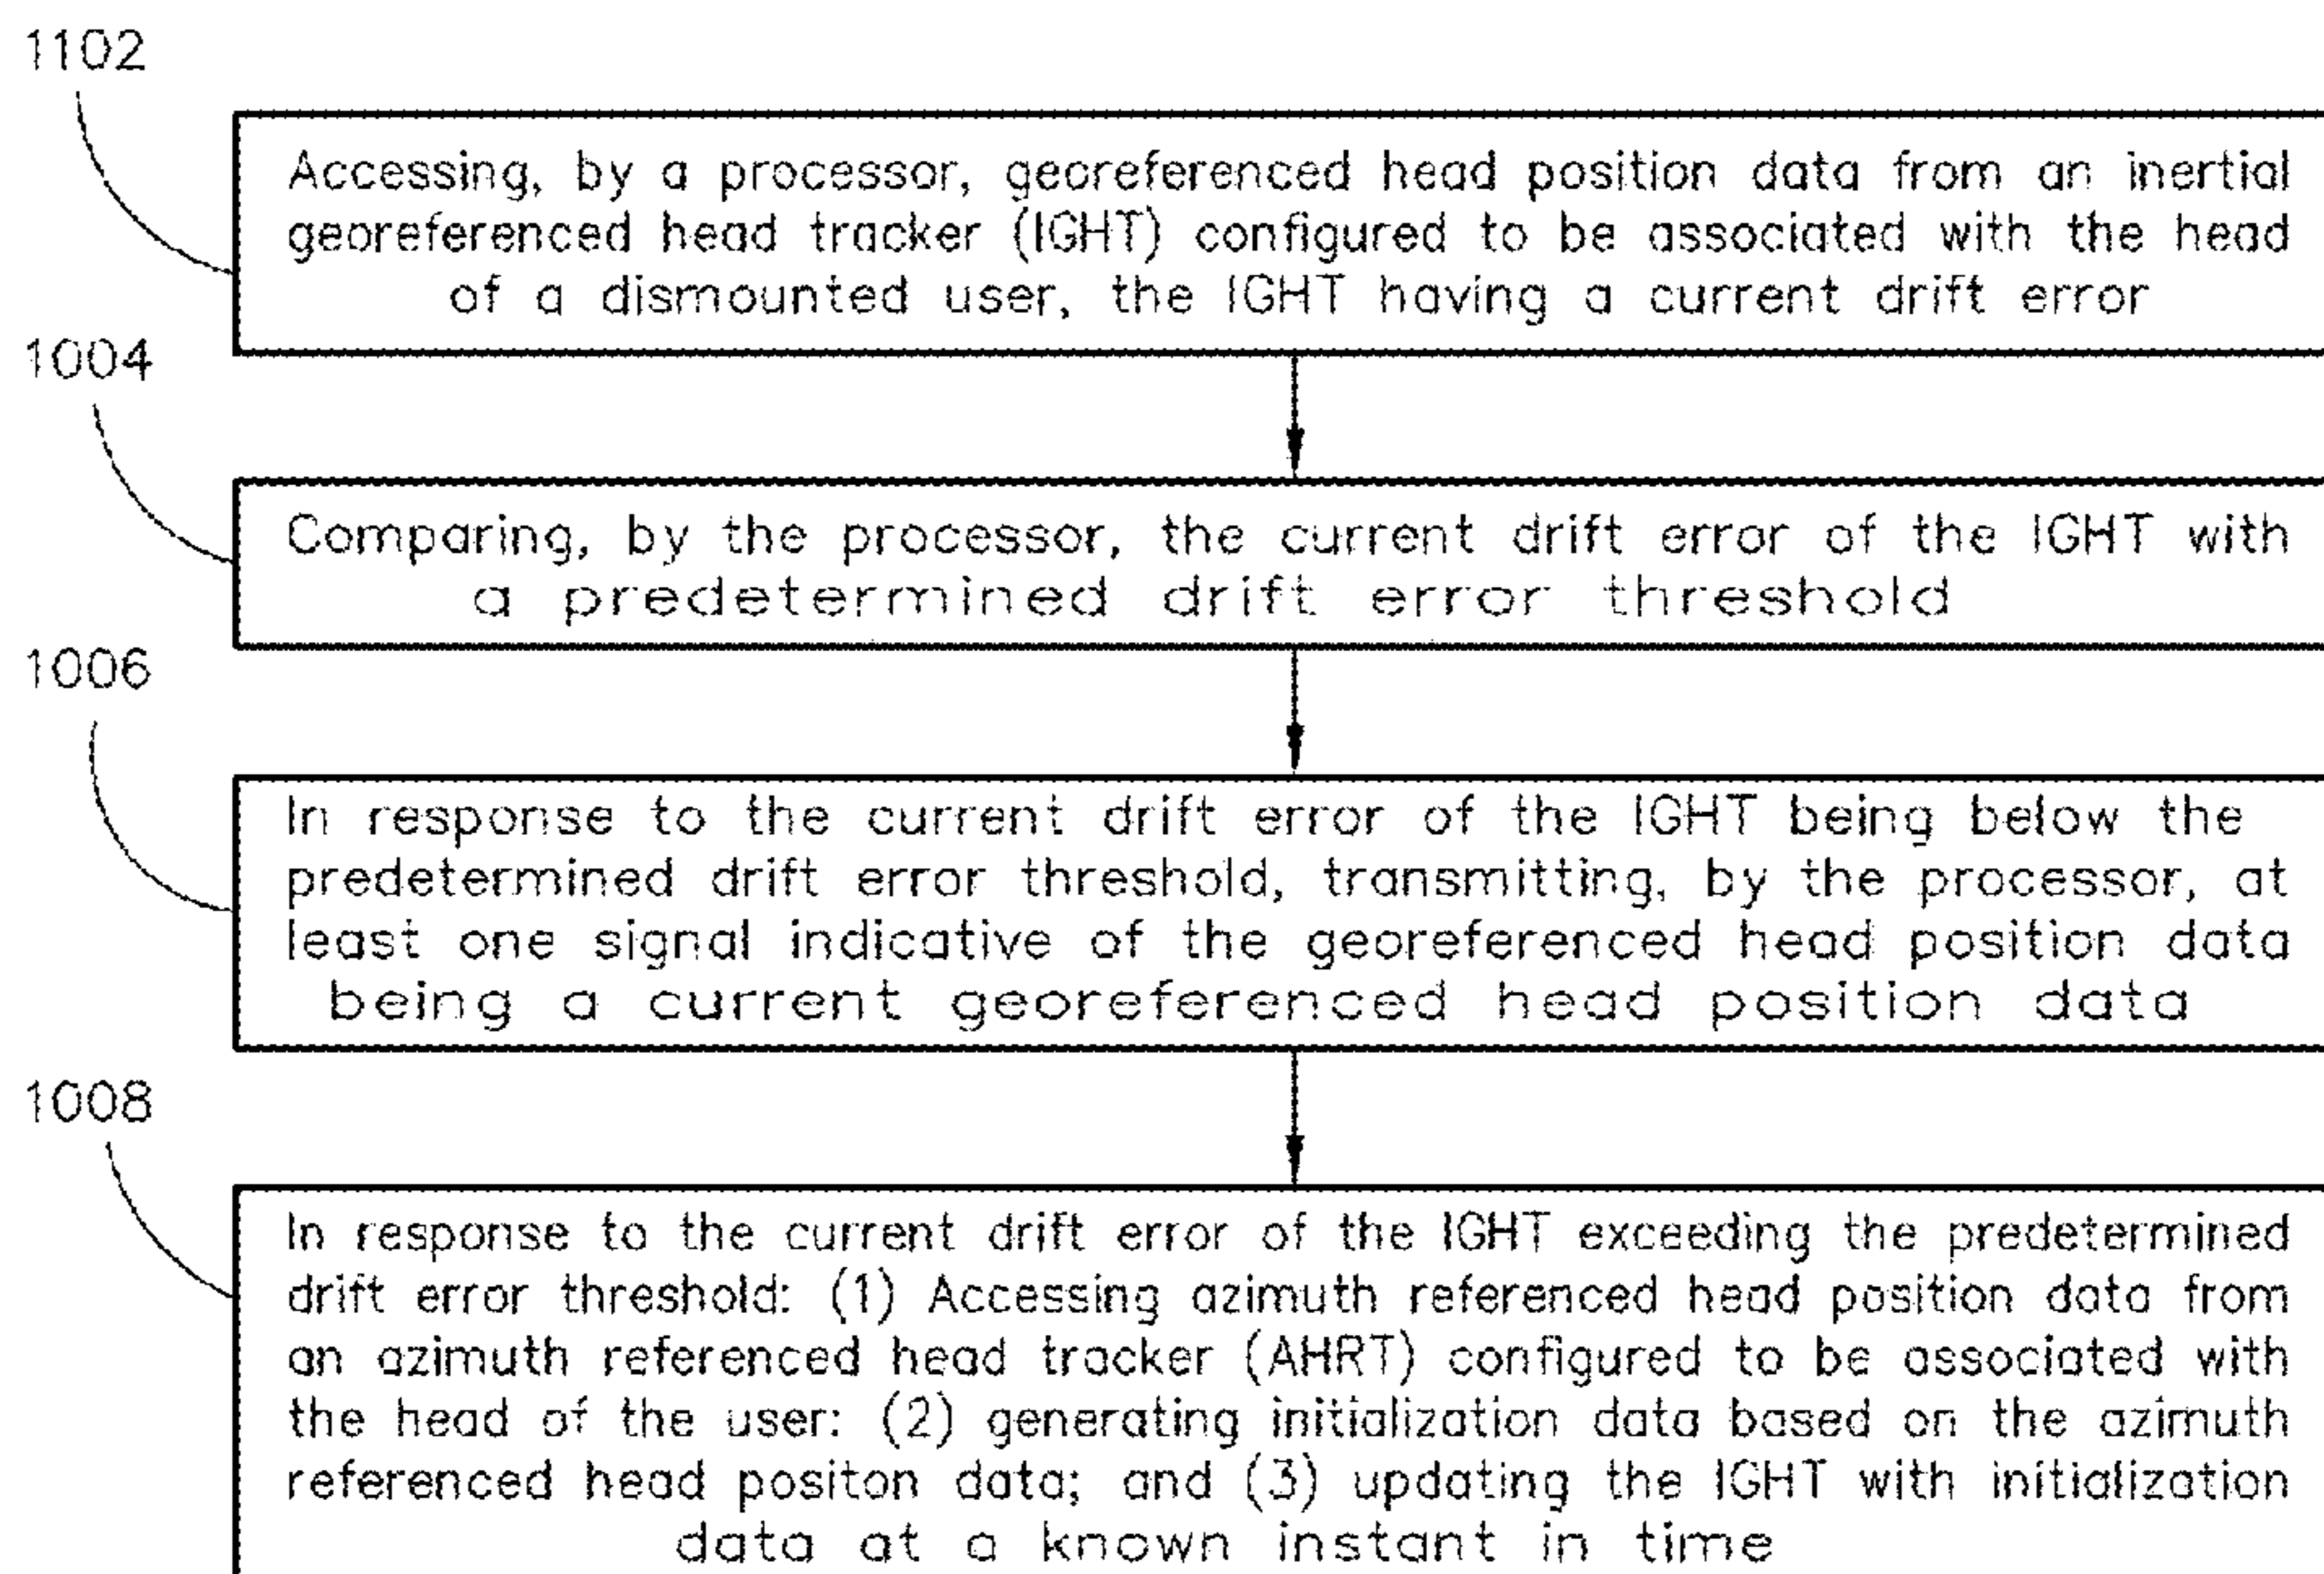 1102
Accessing, by a processor, georeferenced head position data from an inertial
georeferenced head tracker (IGHT) configured to be associated with the head
of a dismounted user, the IGHT having a current drift error
1004
Comparing, by the processor, the current drift error of the IGHT with
a predetermined drift error threshold
1006
In response to the current drift error of the IGHT being below the
predetermined drift error threshold, transmitting, by the processor, at
least one signal indicative of the georeferenced head position data
being a current georeferenced head position data
1008
In response to the current drift error of the IGHT exceeding the predetermined
drift error threshold: (1) Accessing azimuth referenced head position data from
an azimuth referenced head tracker (AHRT) configured to be associated with
the head of the user: (2) generating initialization data based on the azimuth
referenced head positon data; and (3) updating the IGHT with initialization
data at a known instant in time